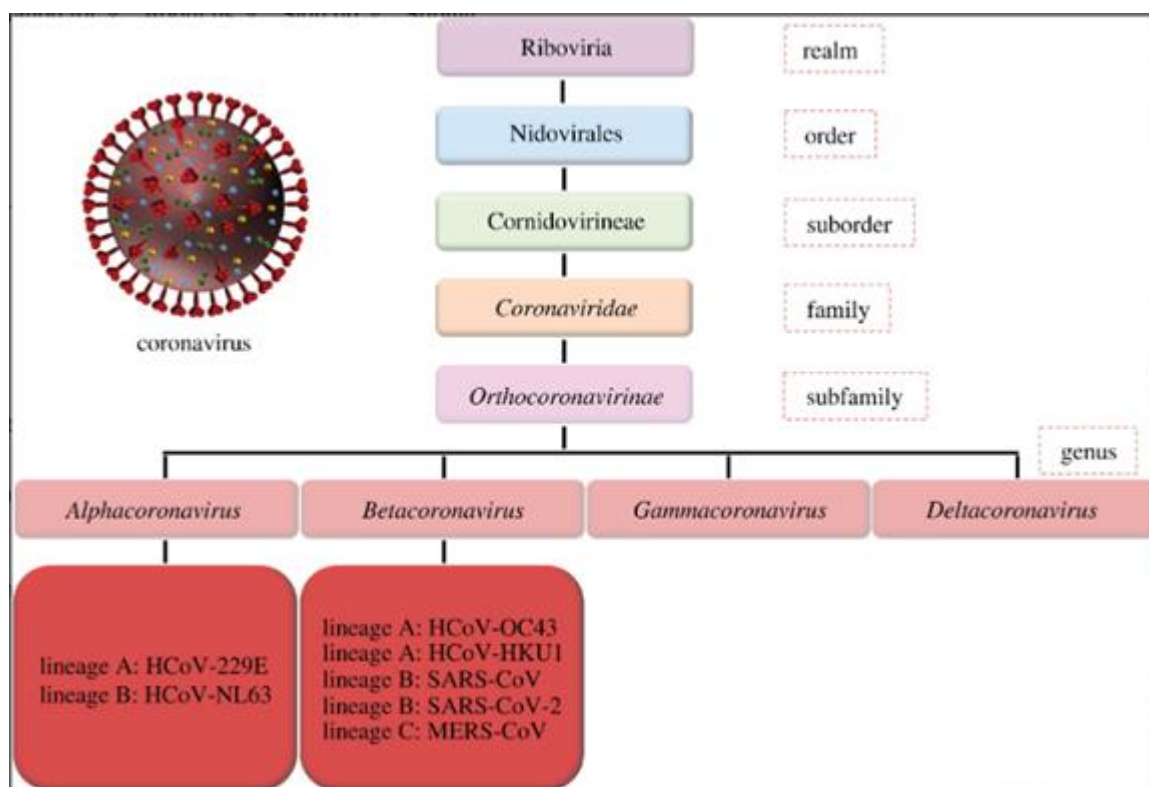 Riboviria
realm
Nidovirales
order
Cornidovirineae
suborder
Coronaviridae
family
coronavirus
Orthocoronavirinae
subfamily
genus
Alphacoronavirus
Betacoronavirus
Gammacoronavirus
Deltacoronavirus
lineage A: HCoV-229E
lineage B: HCoV-NL63
lineage A: HCoV-OC43
lineage A: HCoV-HKU1
lineage B: SARS-CoV
lineage B: SARS-CoV-2
lineage C: MERS-CoV